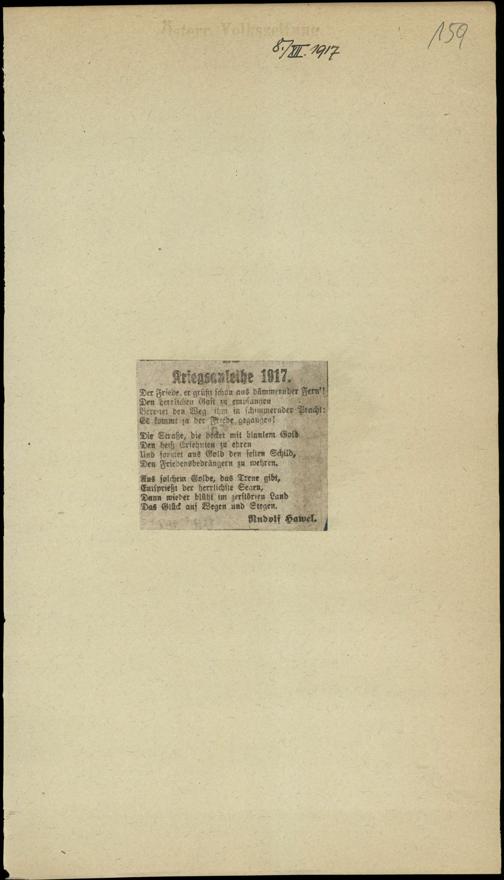 Österr. Volkszeitung
8./XII. 1917
159
Kriegsanleihe 1917.
Der Friede, er grüßt schon aus dämmernder Fern'!
Den herrlichen Gast zu empfangen
Bereitet den Weg ihm in schimmernder Pracht:
Es kommt ja der Friede gegangen!
Die Straße, die decket mit blankem Gold
Den heiß Ersehnten zu ehren
Und formet aus Gold den festen Schild,
Den Friedensbedrängern zu wehren.
Aus solchem Golde, das Treue gibt,
Entsprießt der herrlichste Segen,
Dann wieder blüht im zerstörten Land
Das Glück auf Wegen und Stegen.
Rudolf Hawel.